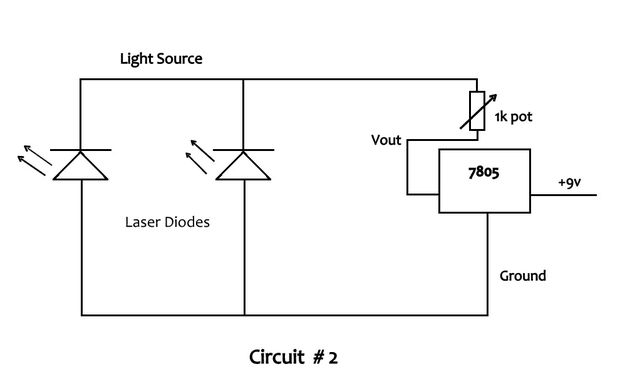 Light Source
1k pot
Vout
7805
+9v
Laser Diodes
Ground
Circuit # 2